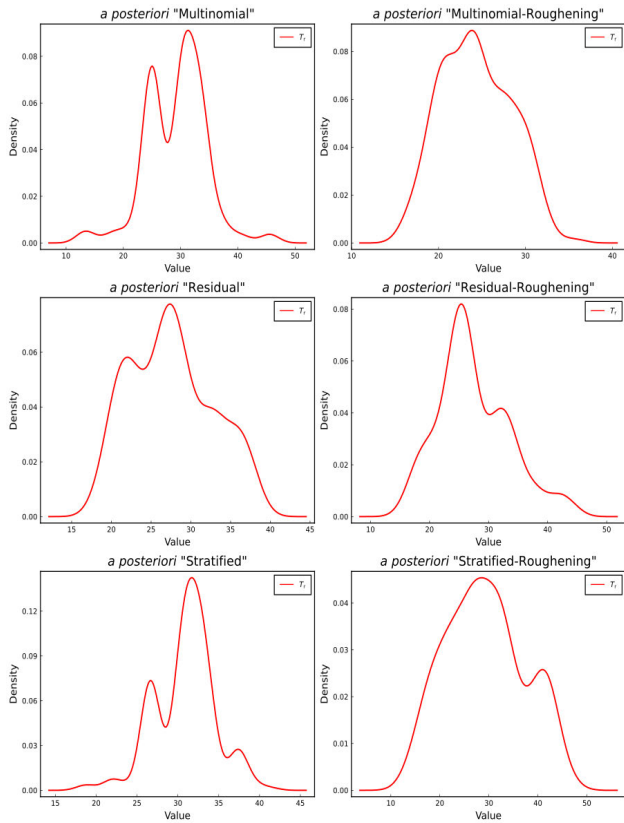 a posteriori "Multinomial"
T_r
0.08
0.06
0.04
0.02
0.00
Density
10 20 30 40 50
Value
a posteriori "Multinomial-Roughening"
T_r
0.08
0.06
0.04
0.02
0.00
Density
10 20 30 40
Value
a posteriori "Residual"
T_r
0.06
0.04
0.02
0.00
Density
15 20 25 30 35 40 45
Value
a posteriori "Residual-Roughening"
T_r
0.08
0.06
0.04
0.02
0.00
Density
10 20 30 40 50
Value
a posteriori "Stratified"
T_r
0.12
0.09
0.06
0.03
0.00
Density
15 20 25 30 35 40 45
Value
a posteriori "Stratified-Roughening"
T_r
0.04
0.03
0.02
0.01
0.00
Density
10 20 30 40 50
Value